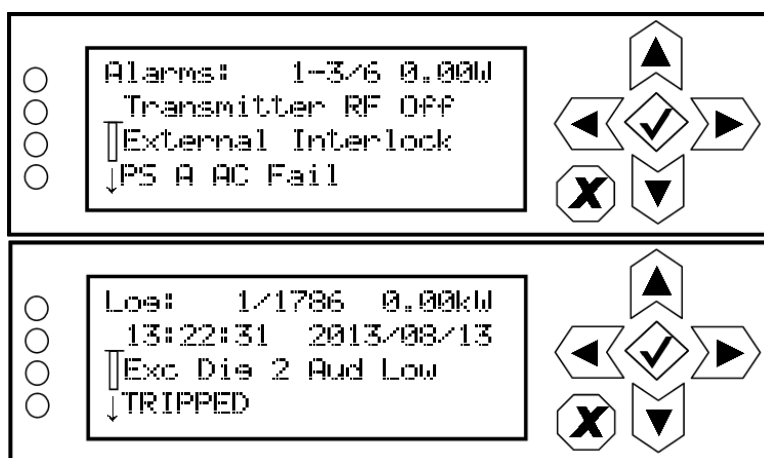 Alarms: 1-3/6 0.00W
Transmitter RF Off
External Interlock
↓PS A AC Fail
X
Log: 1/1786 0.00kW
13:22:31 2013/08/13
Exc Dig 2 Aud Low
↓TRIPPED
X